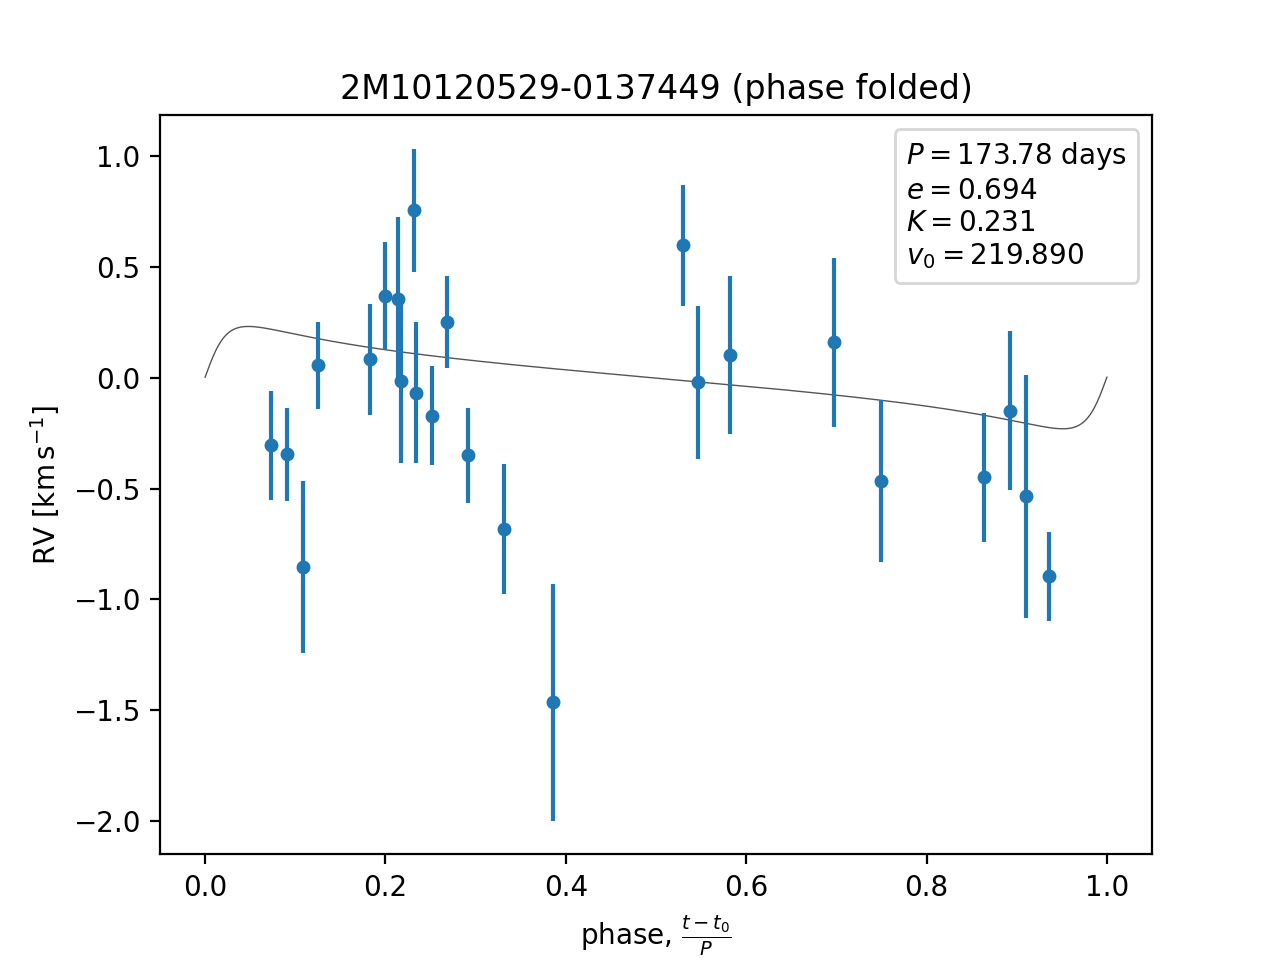 2M10120529-0137449 (phase folded)
P = 173.78 days
e = 0.694
K = 0.231
v₀ = 219.890
1.0
0.5
0.0
−0.5
−1.0
−1.5
−2.0
RV [km s⁻¹]
0.0 0.2 0.4 0.6 0.8 1.0
phase, (t − t₀)/P